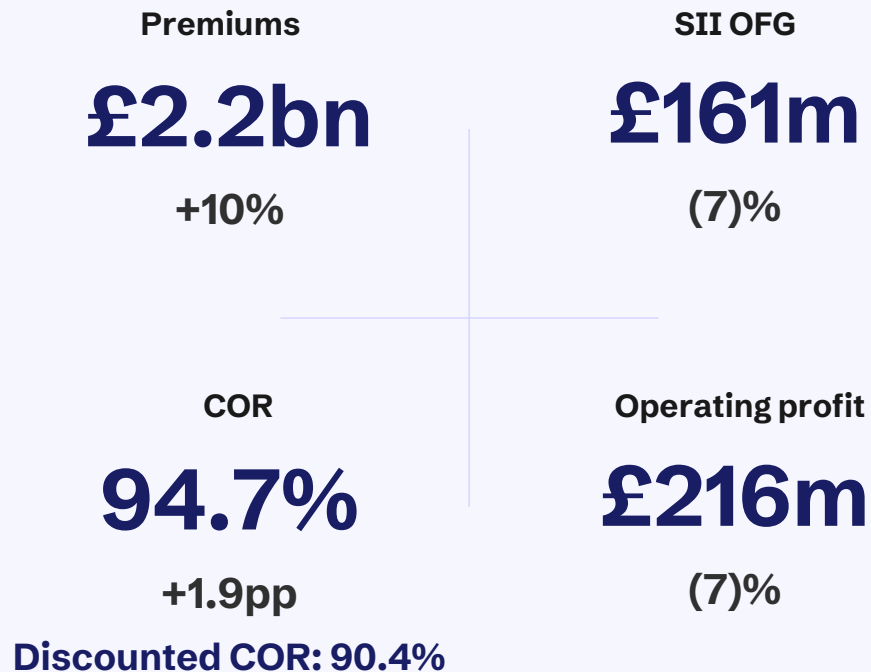 Premiums
£2.2bn
+10%
SII OFG
£161m
(7)%
COR
94.7%
+1.9pp
Discounted COR: 90.4%
Operating profit
£216m
(7)%